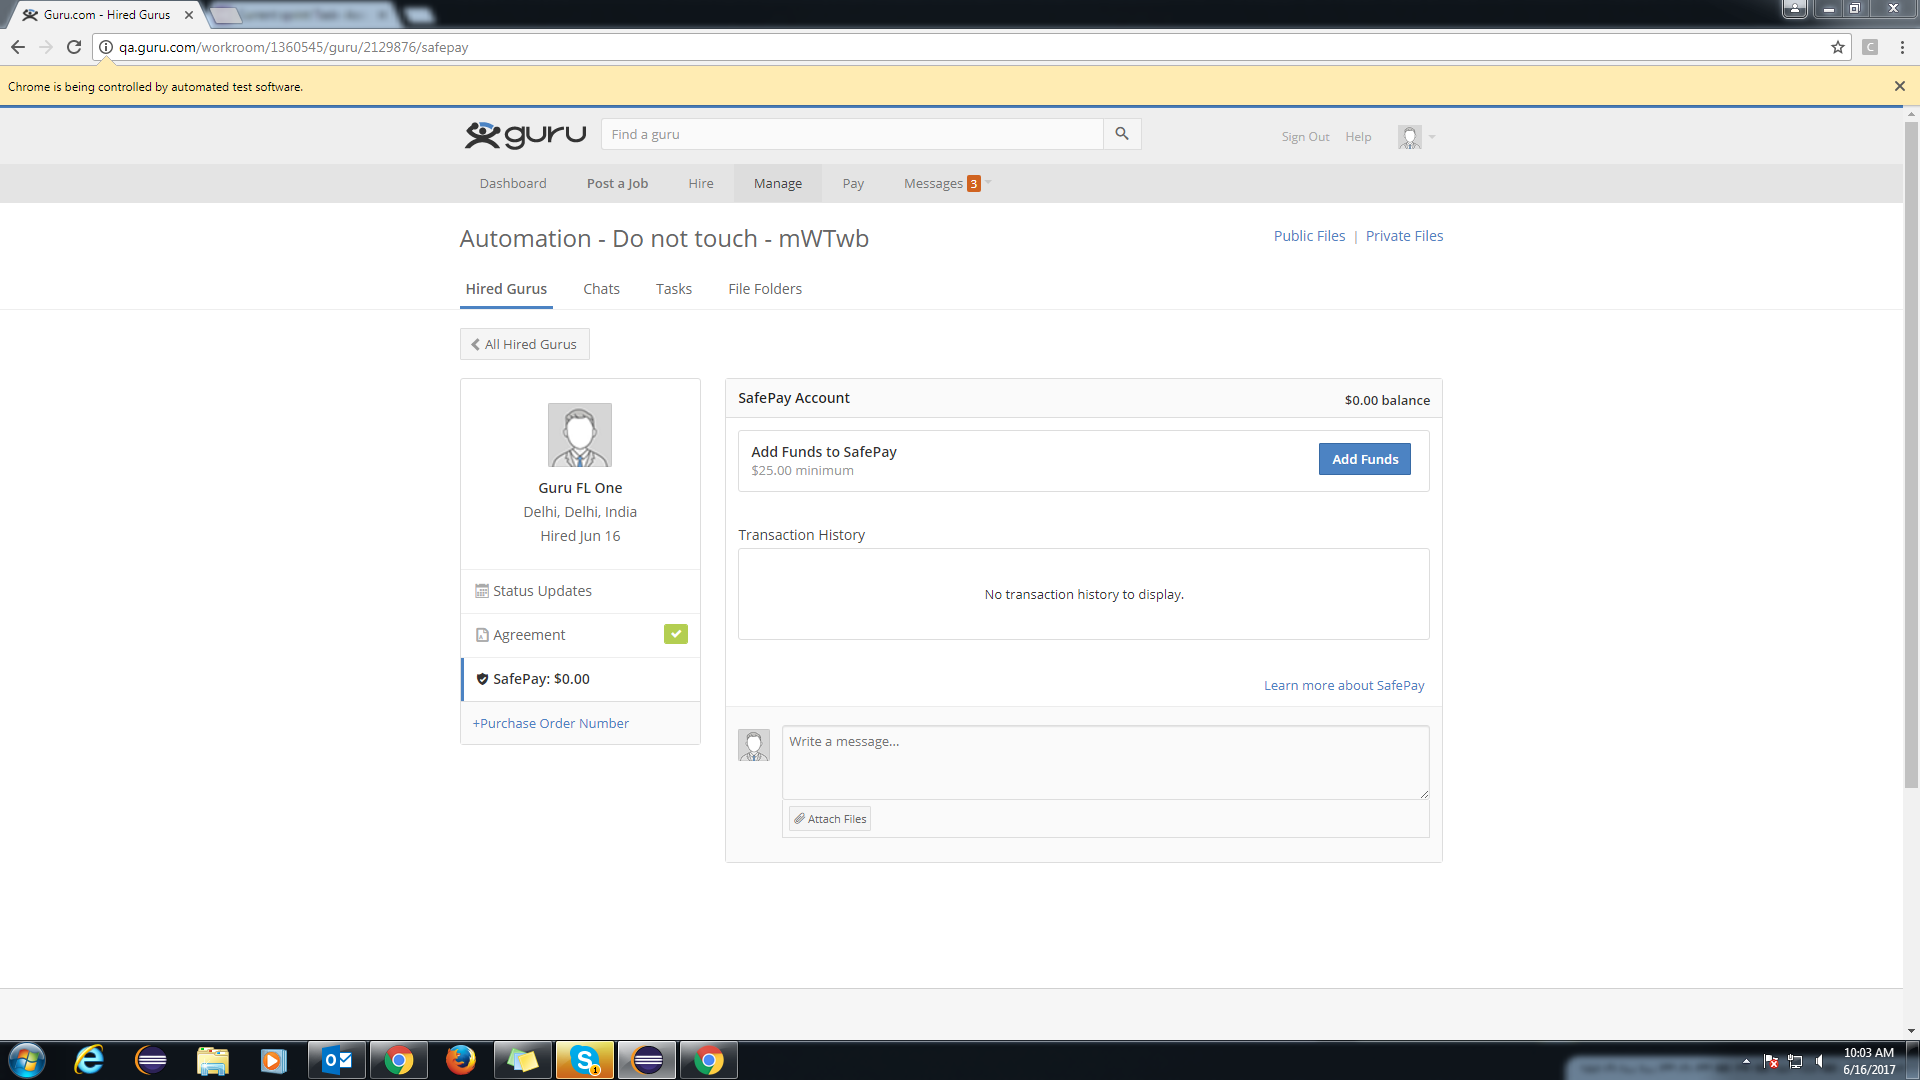 Guru.com - Hired Gurus
qa.guru.com/workroom/1360545/guru/2129876/safepay
C
Chrome is being controlled by automated test software.
guru
Find a guru
Sign Out
Help
Dashboard
Post a Job
Hire
Manage
Pay
Messages 3
Automation - Do not touch - mWTwb
Public Files | Private Files
Hired Gurus
Chats
Tasks
File Folders
All Hired Gurus
Guru FL One
Delhi, Delhi, India
Hired Jun 16
Status Updates
Agreement
SafePay: $0.00
+Purchase Order Number
SafePay Account
$0.00 balance
Add Funds to SafePay
$25.00 minimum
Add Funds
Transaction History
No transaction history to display.
Learn more about SafePay
Write a message...
Attach Files
10:03 AM
6/16/2017